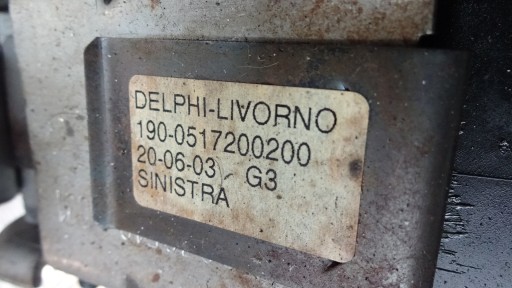 DELPHI-LIVORNO
190-0517200200
20-06-03 G3
SINISTRA